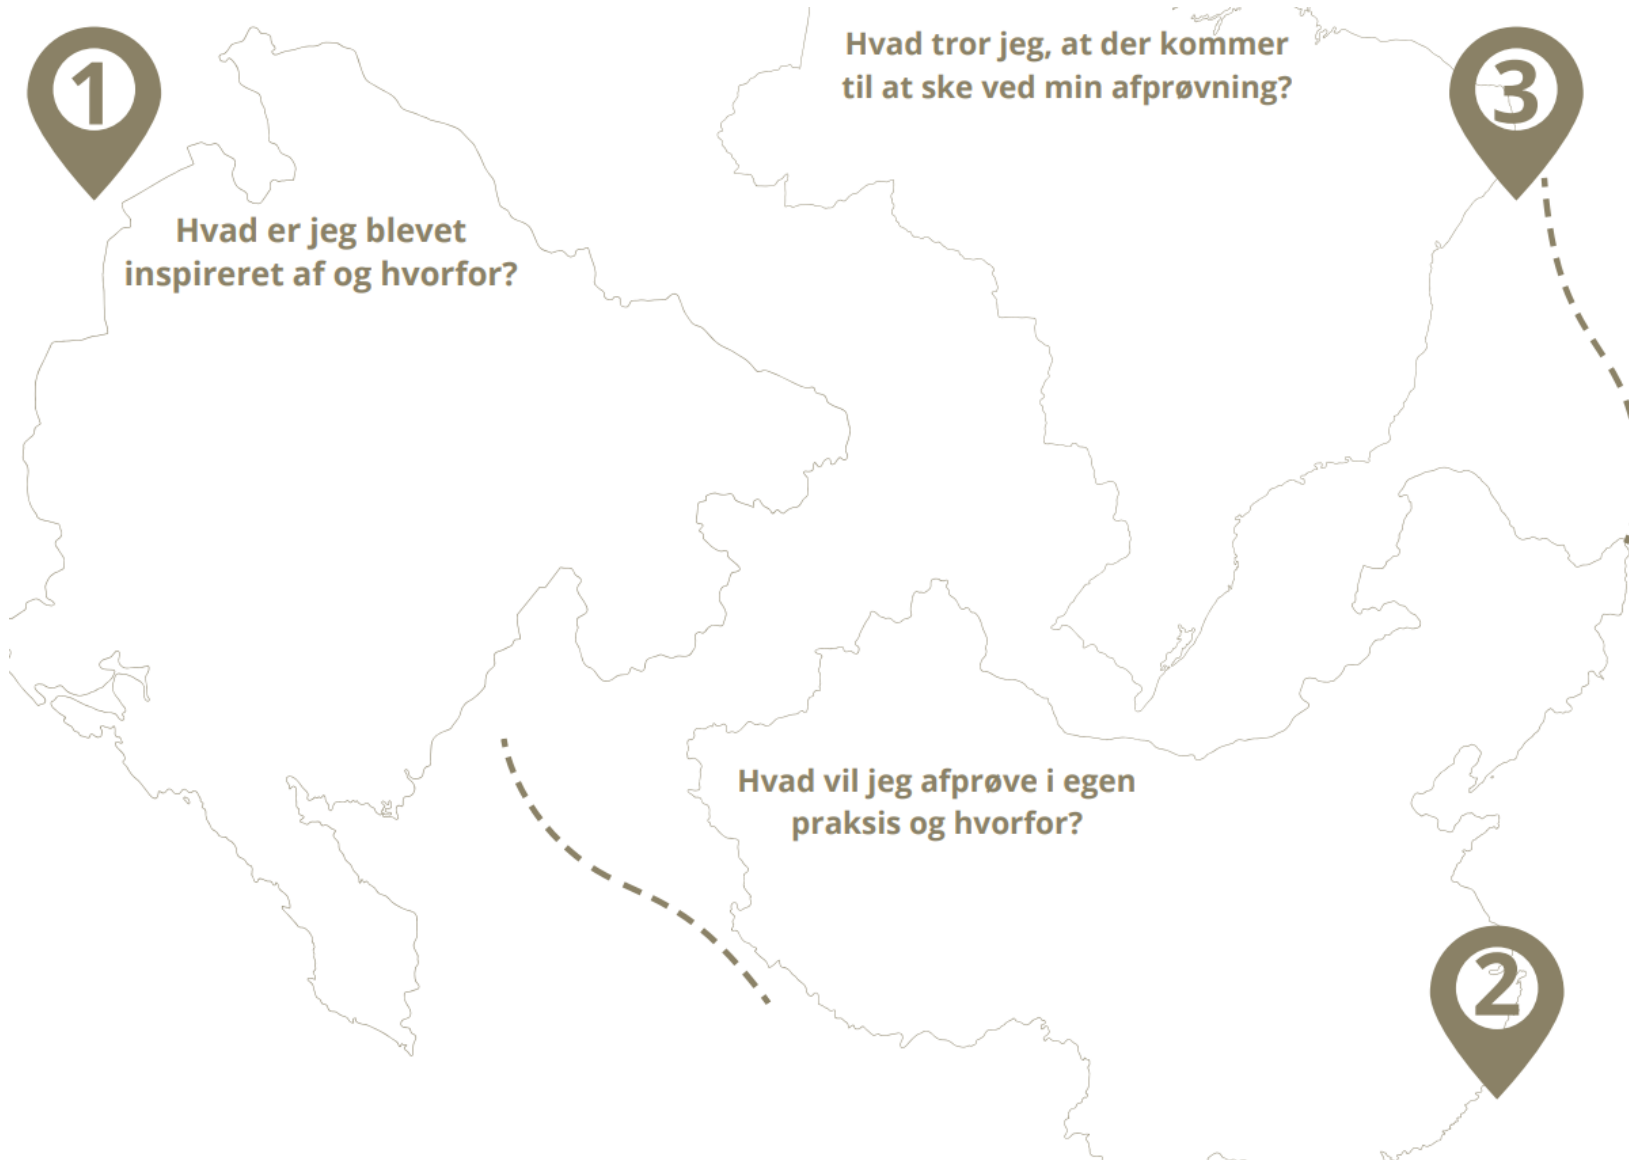 1
Hvad er jeg blevet
inspireret af og hvorfor?
2
Hvad vil jeg afprøve i egen
praksis og hvorfor?
3
Hvad tror jeg, at der kommer
til at ske ved min afprøvning?